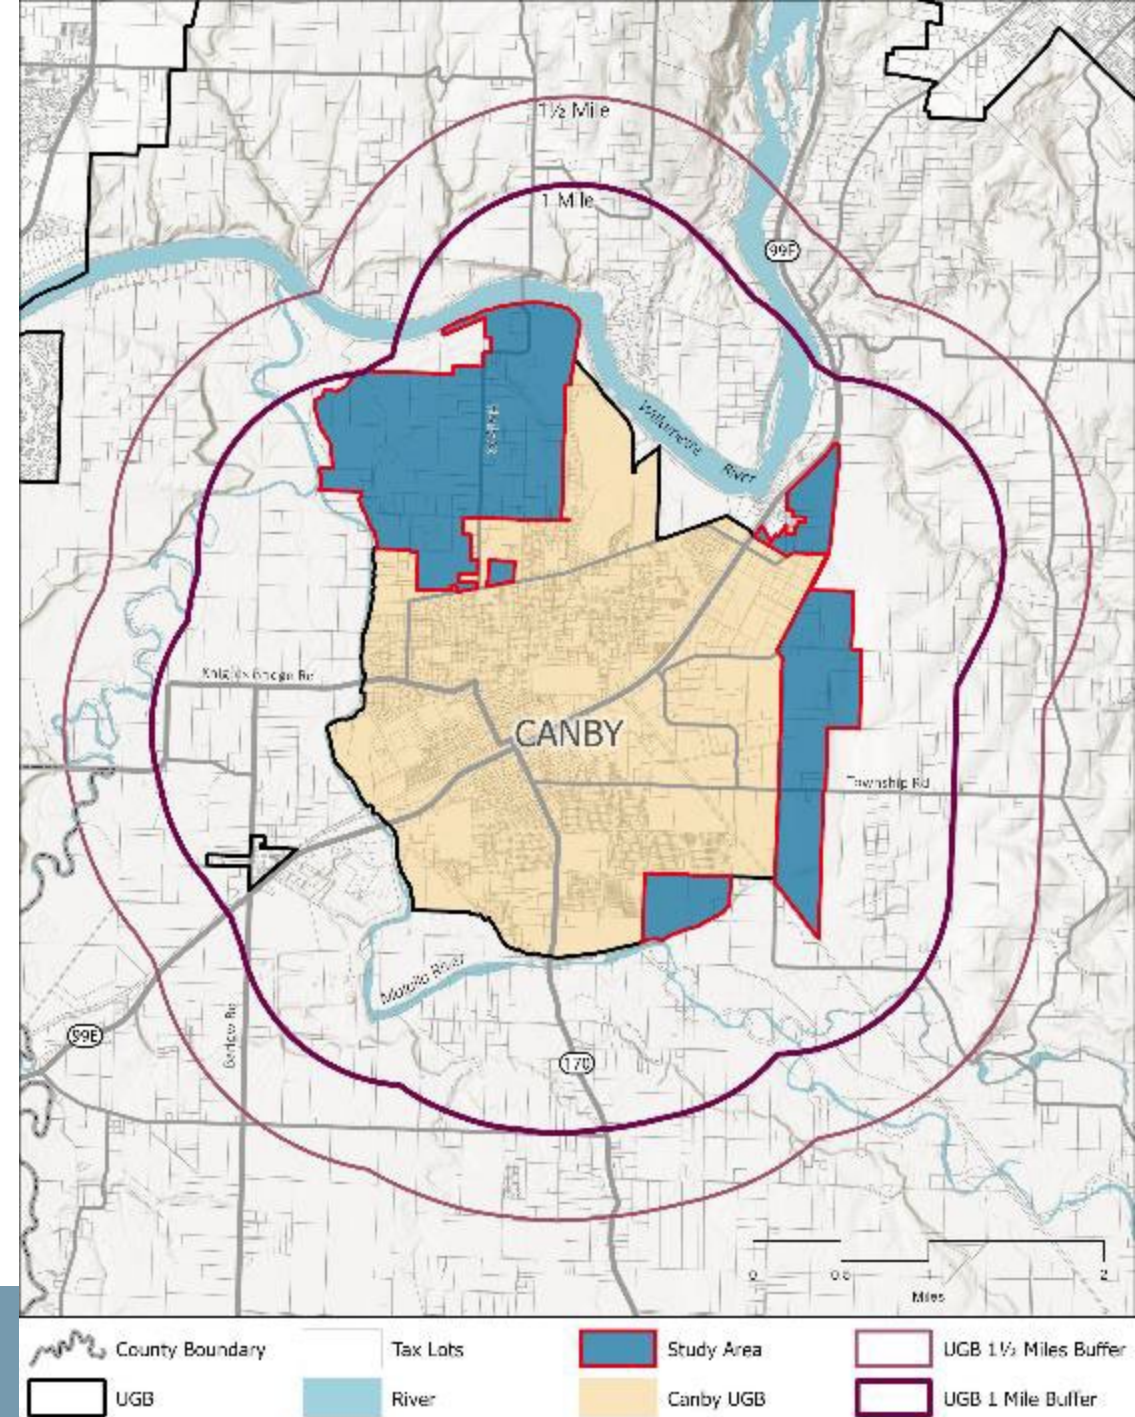 1½ Mile
1 Mile
99E
Willamette River
Knights Bridge Rd
CANBY
Township Rd
Molalla River
99E
Barlow Rd
170
0
0.5
2
Miles
County Boundary
Tax Lots
Study Area
UGB 1½ Miles Buffer
UGB
River
Canby UGB
UGB 1 Mile Buffer